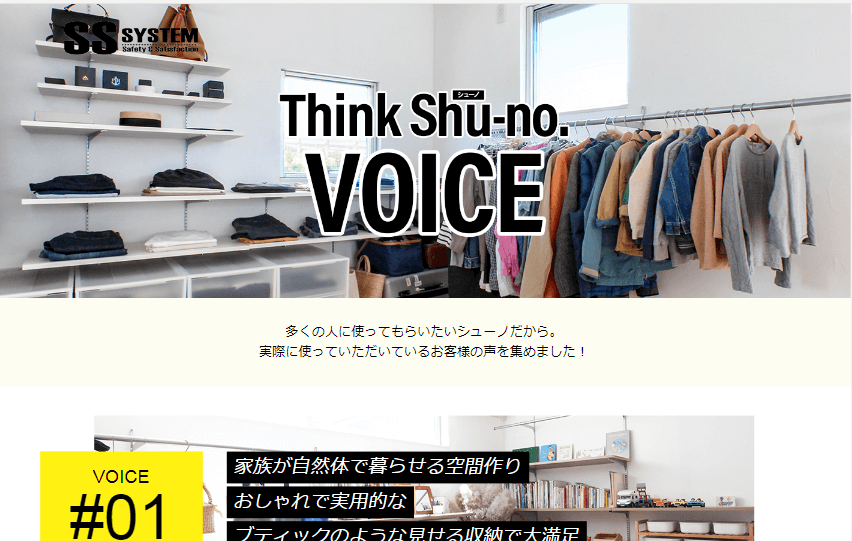 SS SYSTEM
Safety & Satisfaction
シューノ
Think Shu-no.
VOICE
多くの人に使ってもらいたいシューノだから。
実際に使っていただいているお客様の声を集めました！
VOICE
#01
家族が自然体で暮らせる空間作り
おしゃれで実用的な
ブティックのような見せる収納で大満足